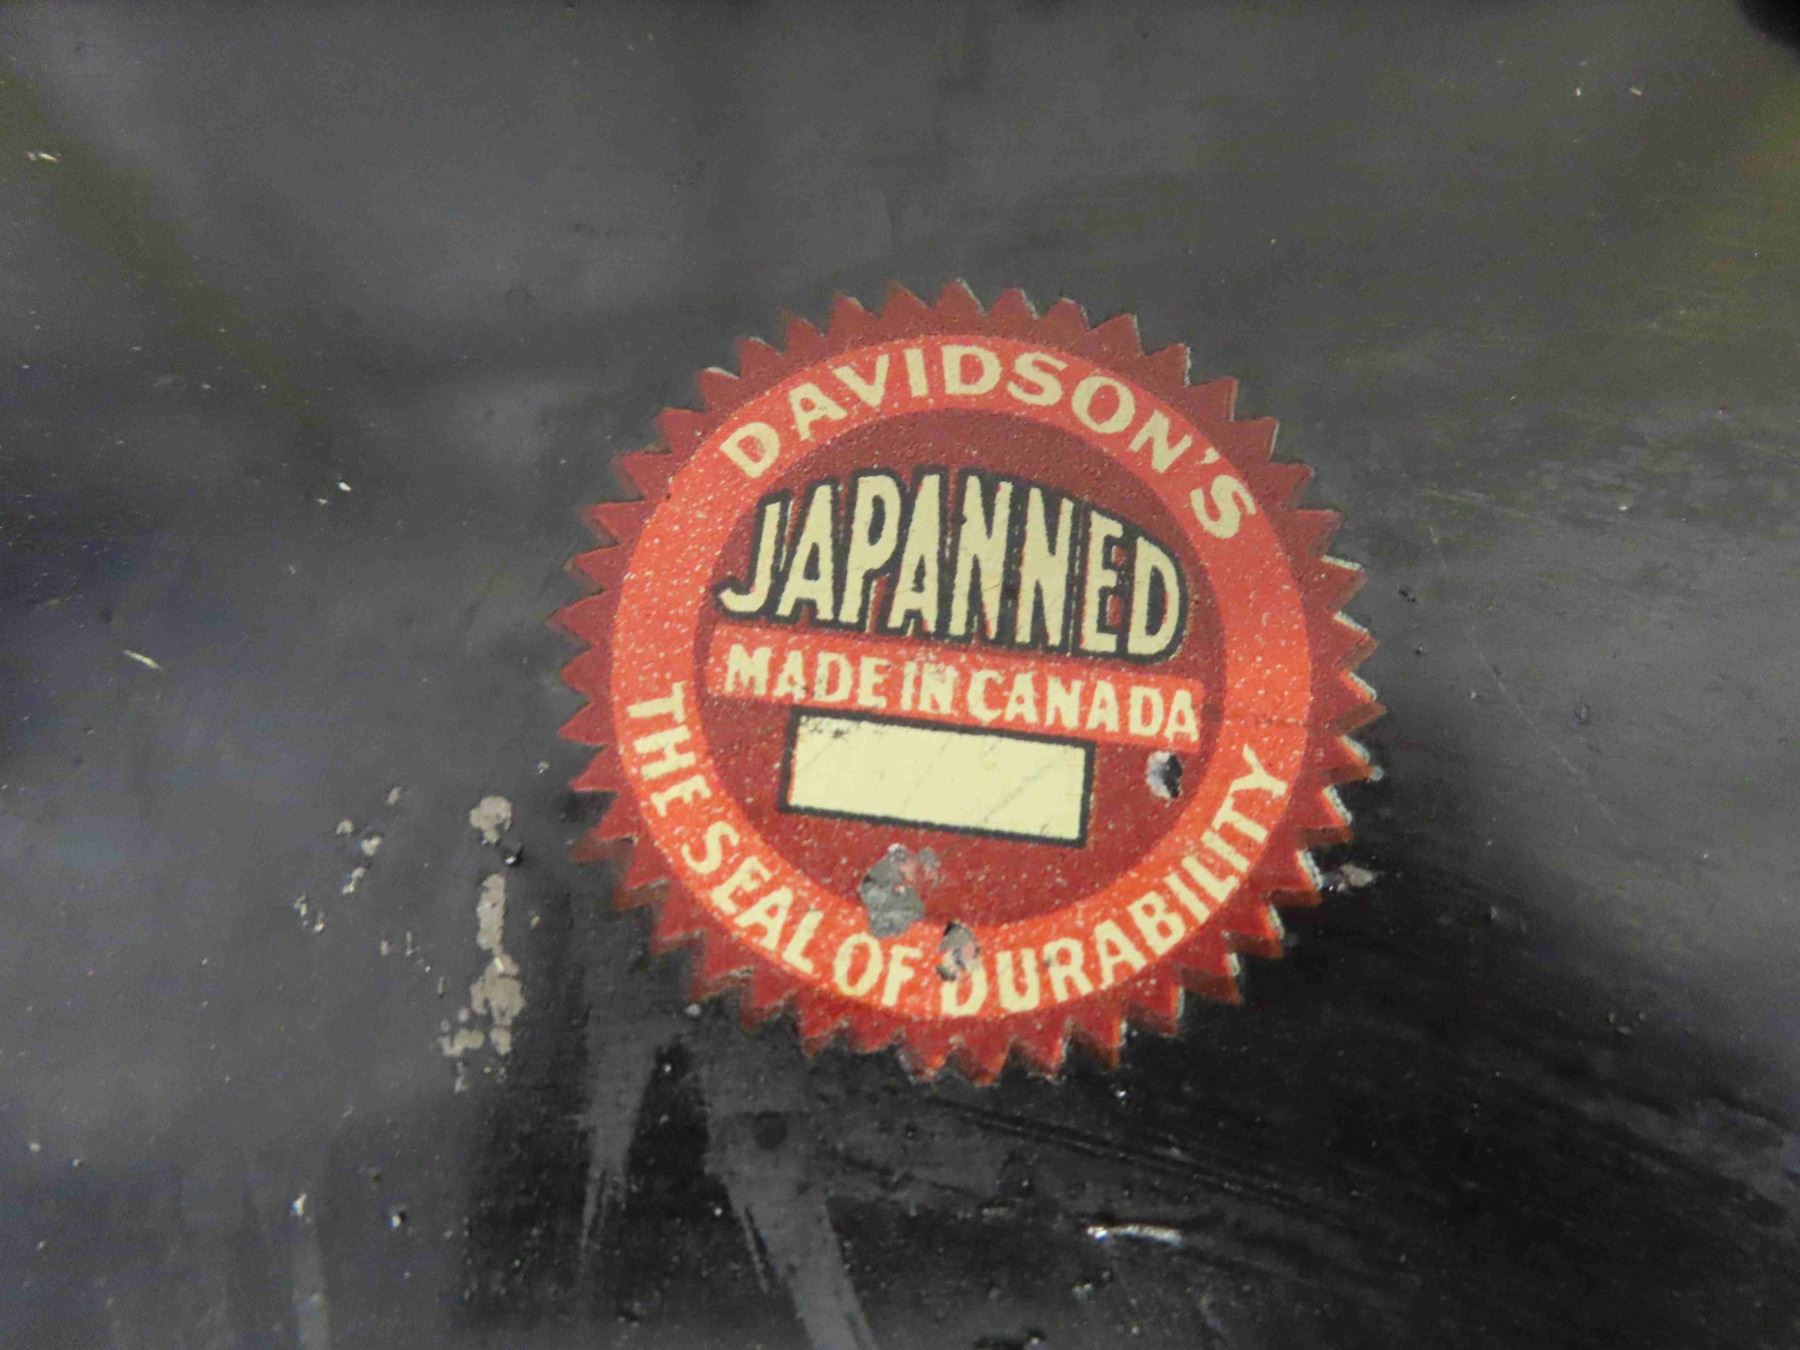 DAVIDSON'S
JAPANNED
MADE IN CANADA
THE SEAL OF DURABILITY